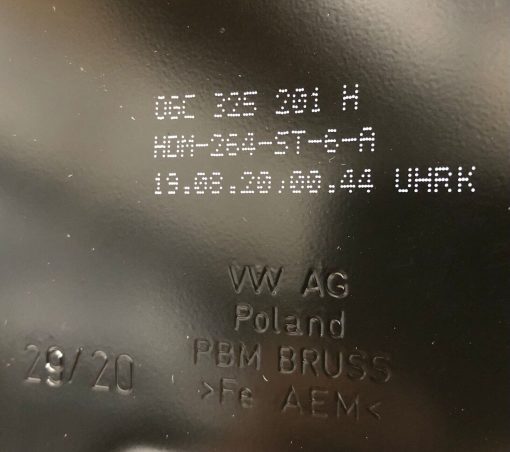 0GC 325 201 H
HDM-264-ST-6-A
19.08.20/00.44 UHRK
VW AG
Poland
PBM BRUSS
29/20
>Fe AEM<